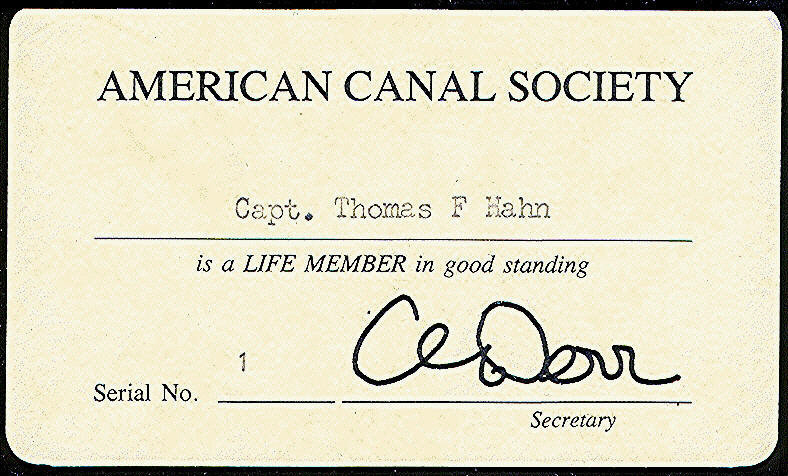 AMERICAN CANAL SOCIETY
Capt. Thomas F Hahn
is a LIFE MEMBER in good standing
Serial No. 1
Secretary